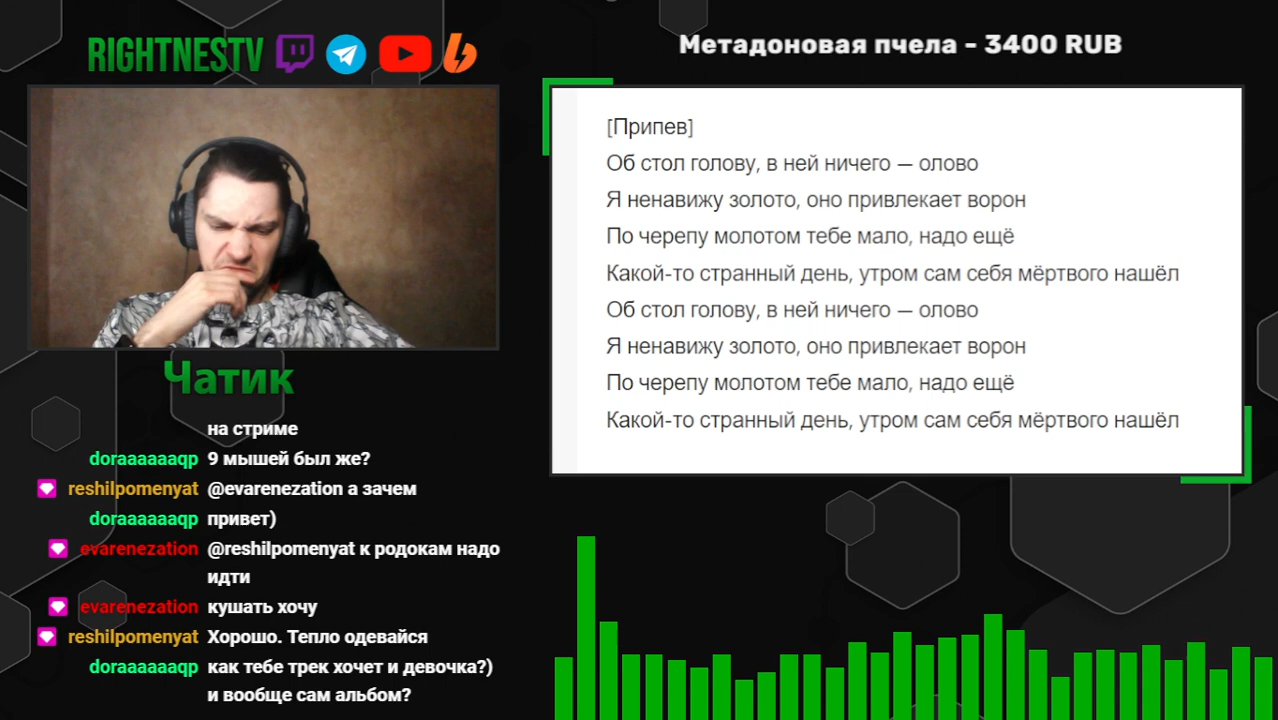 RIGHTNESTV
Метадоновая пчела - 3400 RUB
[Припев]
Об стол голову, в ней ничего — олово
Я ненавижу золото, оно привлекает ворон
По черепу молотом тебе мало, надо ещё
Какой-то странный день, утром сам себя мёртвого нашёл
Об стол голову, в ней ничего — олово
Я ненавижу золото, оно привлекает ворон
По черепу молотом тебе мало, надо ещё
Какой-то странный день, утром сам себя мёртвого нашёл
Чатик
на стриме
doraaaaaaqp 9 мышей был же?
reshilpomenyat @evarenezation а зачем
doraaaaaaqp привет)
evarenezation @reshilpomenyat к родокам надо
идти
evarenezation кушать хочу
reshilpomenyat Хорошо. Тепло одевайся
doraaaaaaqp как тебе трек хочет и девочка?)
и вообще сам альбом?